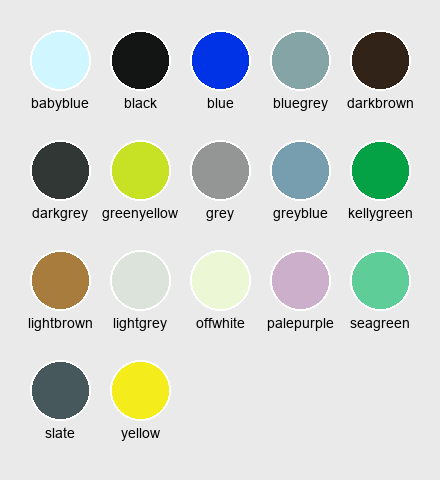 babyblue black blue bluegrey darkbrown
darkgrey greenyellow grey greyblue kellygreen
lightbrown lightgrey offwhite palepurple seagreen
slate yellow